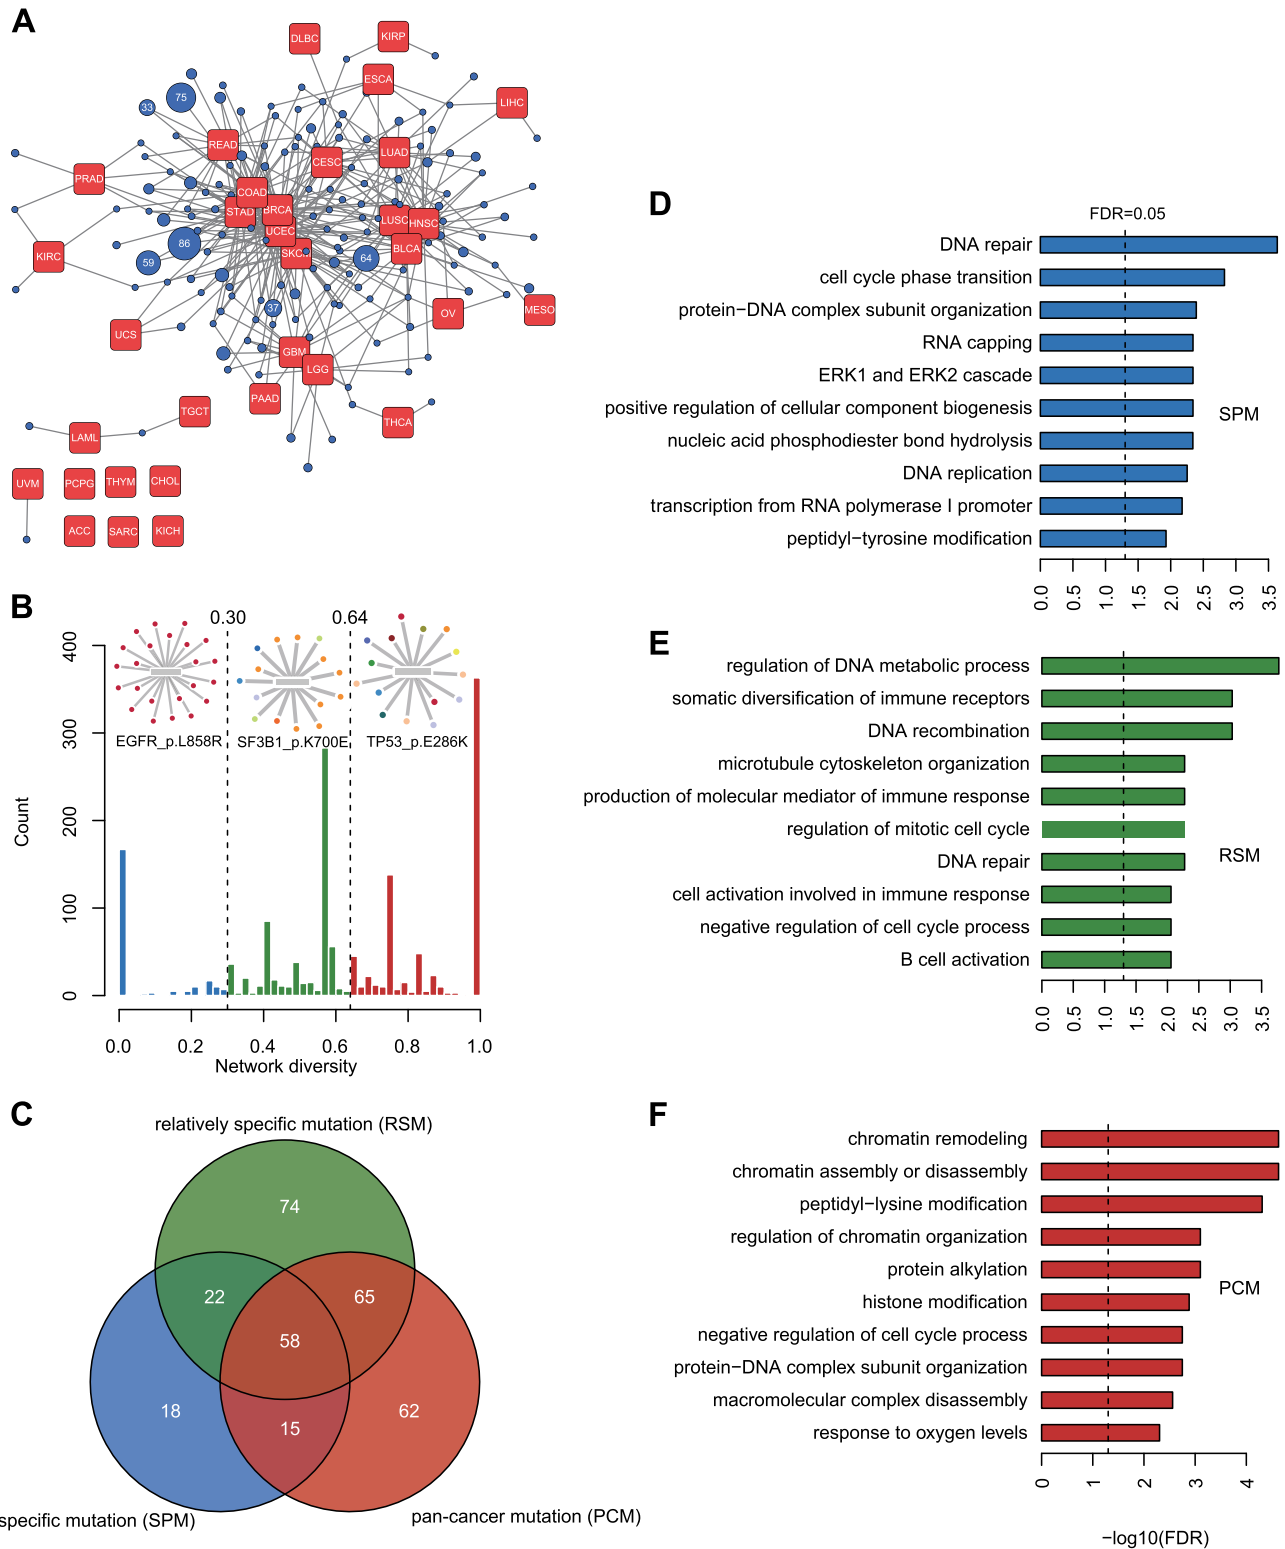 A
DLBC
KIRP
ESCA
LIHC
75
33
READ
CESC
LUAD
PRAD
COAD
STAD
BRCA
LUSC
HNSC
UCEC
BLCA
SKCM
86
59
64
KIRC
37
OV
MESO
UCS
GBM
LGG
PAAD
THCA
TGCT
LAML
UVM
PCPG
THYM
CHOL
ACC
SARC
KICH
B
0.30
0.64
EGFR_p.L858R
SF3B1_p.K700E
TP53_p.E286K
Count
400
300
200
100
0
0.0 0.2 0.4 0.6 0.8 1.0
Network diversity
C
relatively specific mutation (RSM)
74
22
65
58
18
15
62
specific mutation (SPM)
pan-cancer mutation (PCM)
D
FDR=0.05
DNA repair
cell cycle phase transition
protein−DNA complex subunit organization
RNA capping
ERK1 and ERK2 cascade
positive regulation of cellular component biogenesis
nucleic acid phosphodiester bond hydrolysis
DNA replication
transcription from RNA polymerase I promoter
peptidyl−tyrosine modification
SPM
0.0 0.5 1.0 1.5 2.0 2.5 3.0 3.5
E
regulation of DNA metabolic process
somatic diversification of immune receptors
DNA recombination
microtubule cytoskeleton organization
production of molecular mediator of immune response
regulation of mitotic cell cycle
DNA repair
cell activation involved in immune response
negative regulation of cell cycle process
B cell activation
RSM
0.0 0.5 1.0 1.5 2.0 2.5 3.0 3.5
F
chromatin remodeling
chromatin assembly or disassembly
peptidyl−lysine modification
regulation of chromatin organization
protein alkylation
histone modification
negative regulation of cell cycle process
protein−DNA complex subunit organization
macromolecular complex disassembly
response to oxygen levels
PCM
0 1 2 3 4
−log10(FDR)